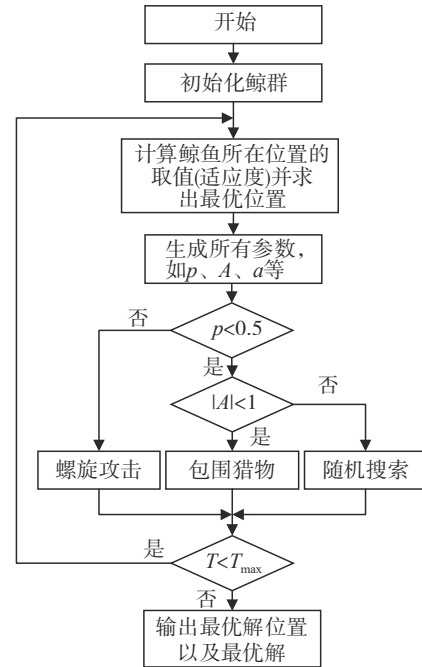 开始
初始化鲸群
计算鲸鱼所在位置的
取值(适应度)并求
出最优位置
生成所有参数,
如p、A、a等
否
p<0.5
是
否
|A|<1
是
螺旋攻击
包围猎物
随机搜索
是
T<Tmax
否
输出最优解位置
以及最优解